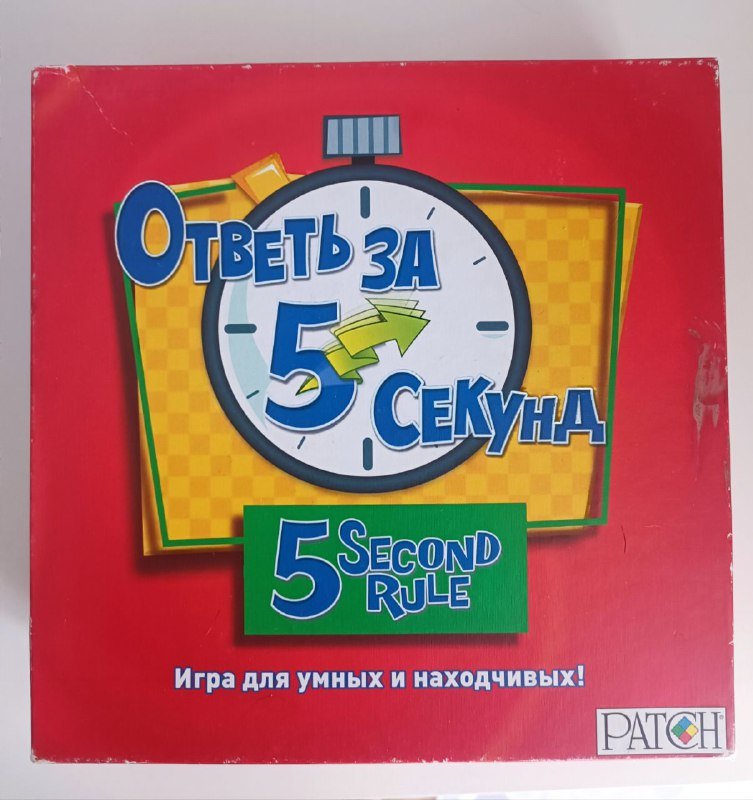 Ответь за
5
Секунд
5 Second
Rule
Игра для умных и находчивых!
PATCH